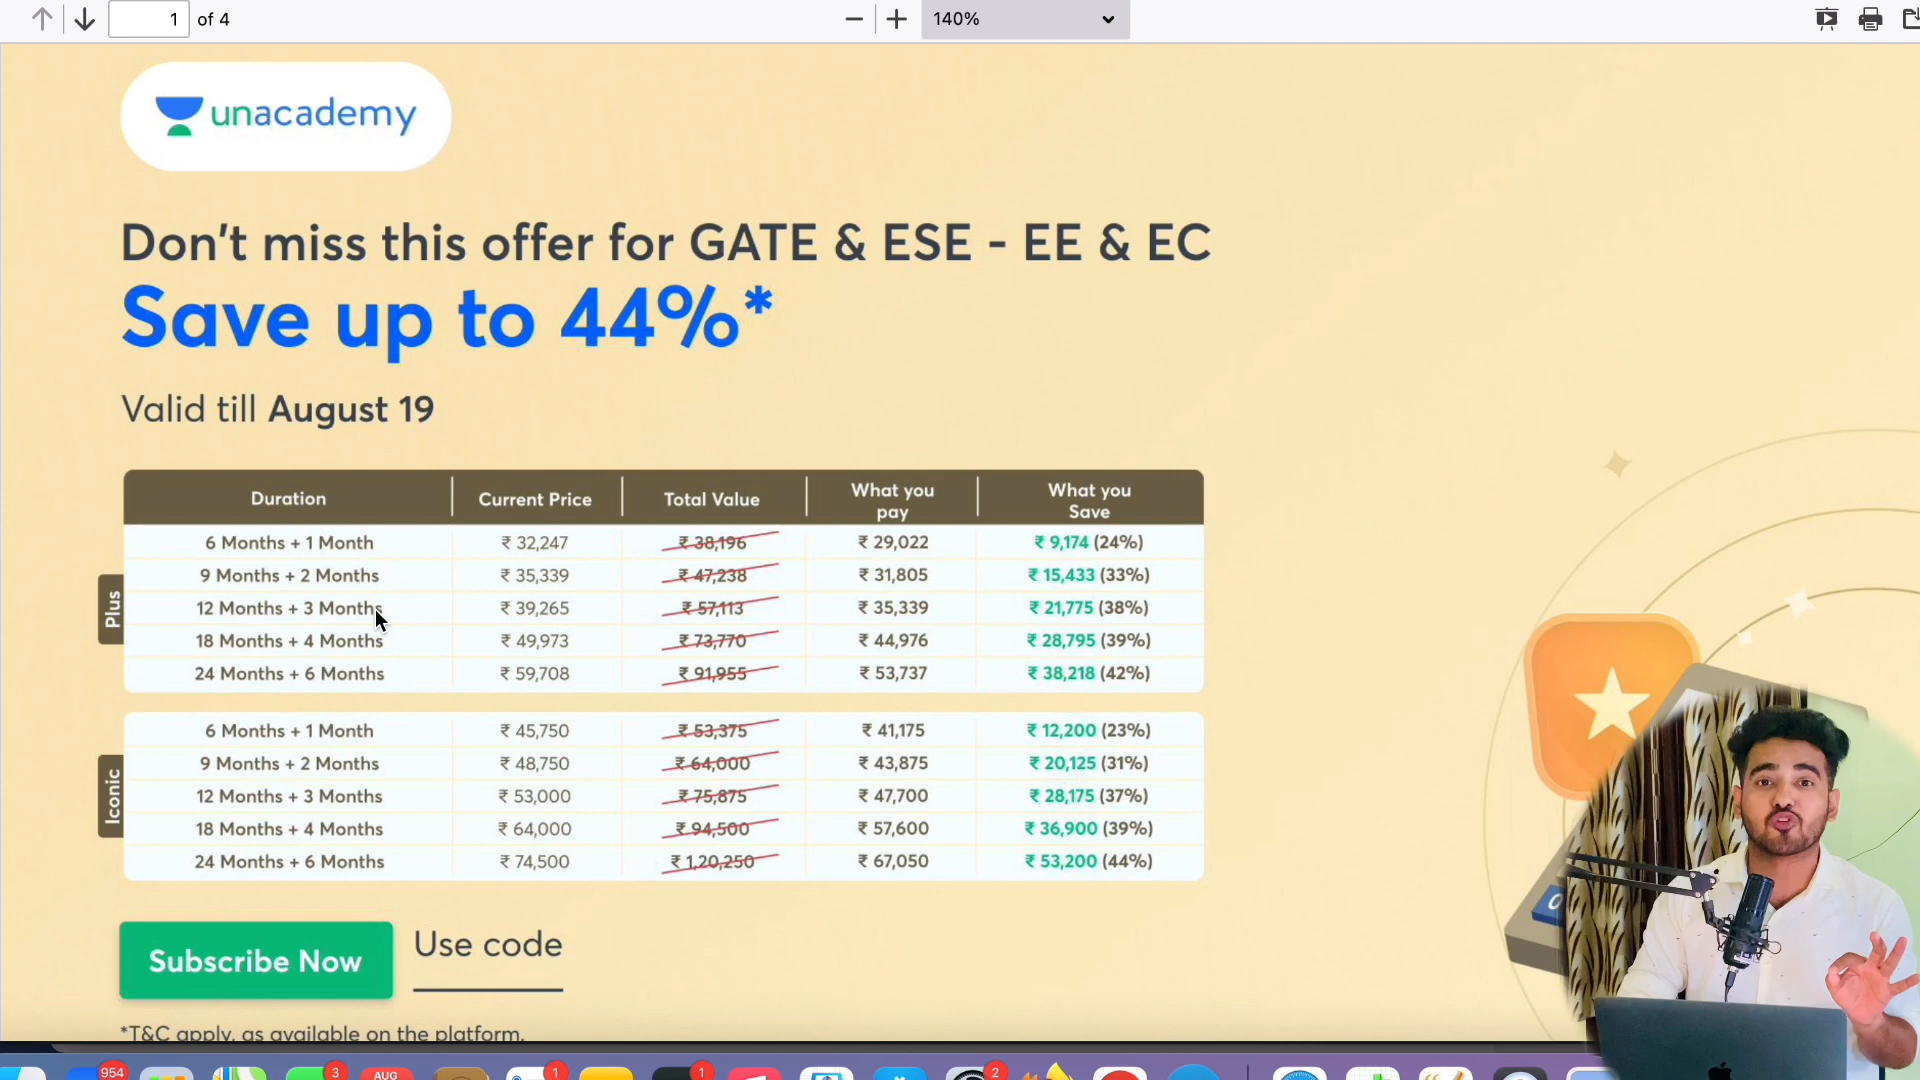 1 of 4
140%
unacademy
Don't miss this offer for GATE & ESE - EE & EC
Save up to 44%*
Valid till August 19
Duration Current Price Total Value What you pay What you Save
Plus
6 Months + 1 Month ₹ 32,247 ₹ 38,196 ₹ 29,022 ₹ 9,174 (24%)
9 Months + 2 Months ₹ 35,339 ₹ 47,238 ₹ 31,805 ₹ 15,433 (33%)
12 Months + 3 Months ₹ 39,265 ₹ 57,113 ₹ 35,339 ₹ 21,775 (38%)
18 Months + 4 Months ₹ 49,973 ₹ 73,770 ₹ 44,976 ₹ 28,795 (39%)
24 Months + 6 Months ₹ 59,708 ₹ 91,955 ₹ 53,737 ₹ 38,218 (42%)
Iconic
6 Months + 1 Month ₹ 45,750 ₹ 53,375 ₹ 41,175 ₹ 12,200 (23%)
9 Months + 2 Months ₹ 48,750 ₹ 64,000 ₹ 43,875 ₹ 20,125 (31%)
12 Months + 3 Months ₹ 53,000 ₹ 75,875 ₹ 47,700 ₹ 28,175 (37%)
18 Months + 4 Months ₹ 64,000 ₹ 94,500 ₹ 57,600 ₹ 36,900 (39%)
24 Months + 6 Months ₹ 74,500 ₹ 1,20,250 ₹ 67,050 ₹ 53,200 (44%)
Subscribe Now Use code
*T&C apply, as available on the platform.
0
954 3 AUG 1 1 2